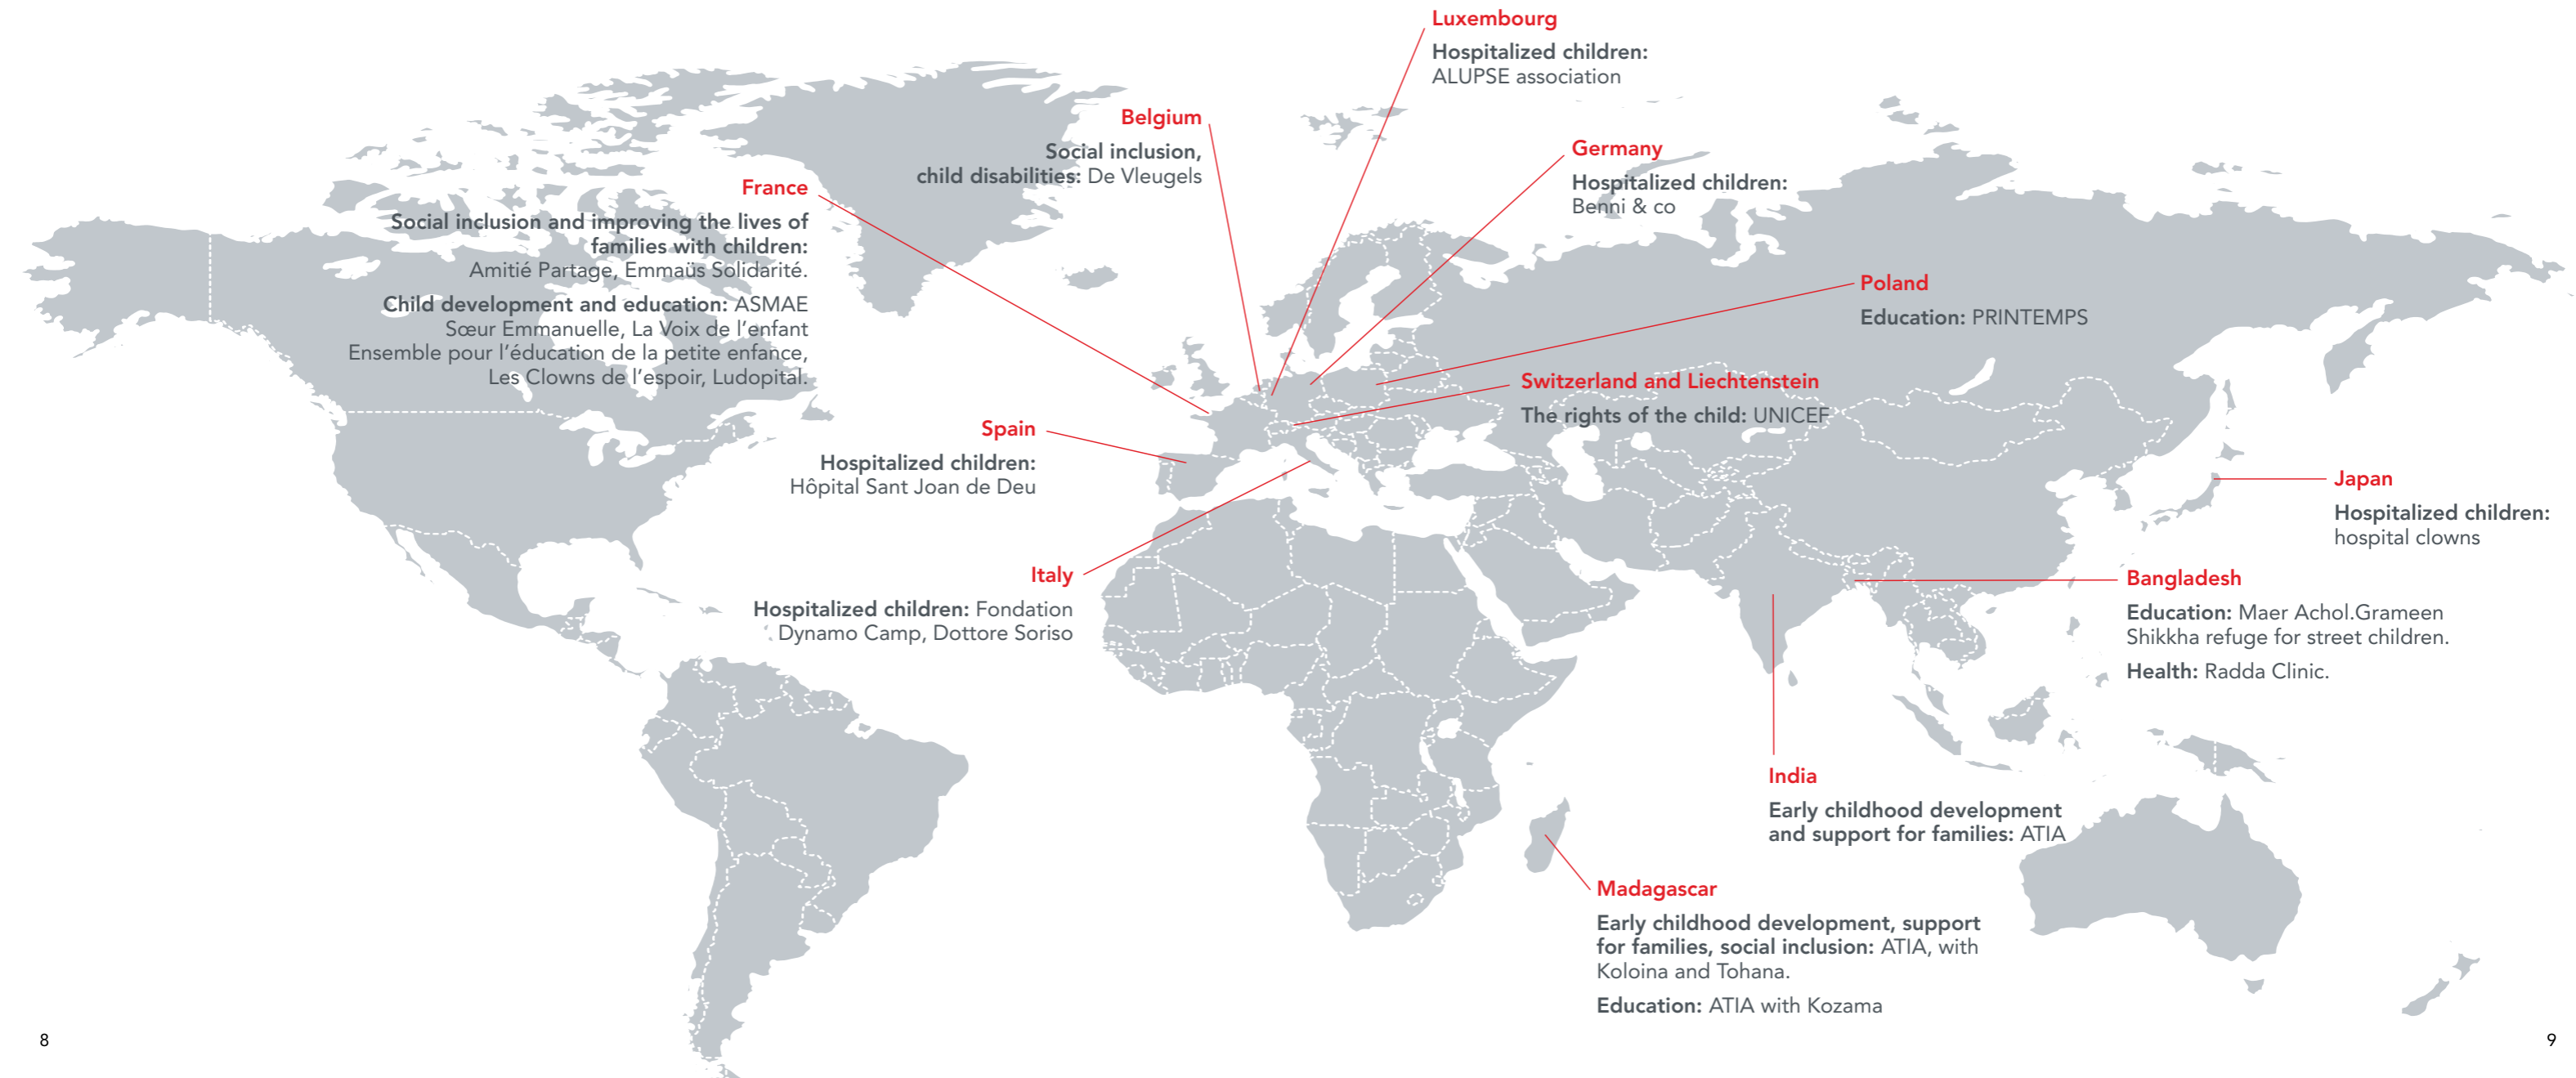 Luxembourg
Hospitalized children:
ALUPSE association
Belgium
Social inclusion,
child disabilities: De Vleugels
Germany
Hospitalized children:
Benni & co
France
Social inclusion and improving the lives of
families with children:
Amitié Partage, Emmaüs Solidarité.
Child development and education: ASMAE
Sœur Emmanuelle, La Voix de l'enfant
Ensemble pour l'éducation de la petite enfance,
Les Clowns de l'espoir, Ludopital.
Poland
Education: PRINTEMPS
Switzerland and Liechtenstein
The rights of the child: UNICEF
Spain
Hospitalized children:
Hôpital Sant Joan de Deu
Japan
Hospitalized children:
hospital clowns
Italy
Hospitalized children: Fondation
Dynamo Camp, Dottore Soriso
Bangladesh
Education: Maer Achol.Grameen
Shikkha refuge for street children.
Health: Radda Clinic.
India
Early childhood development
and support for families: ATIA
Madagascar
Early childhood development, support
for families, social inclusion: ATIA, with
Koloina and Tohana.
Education: ATIA with Kozama
8
9